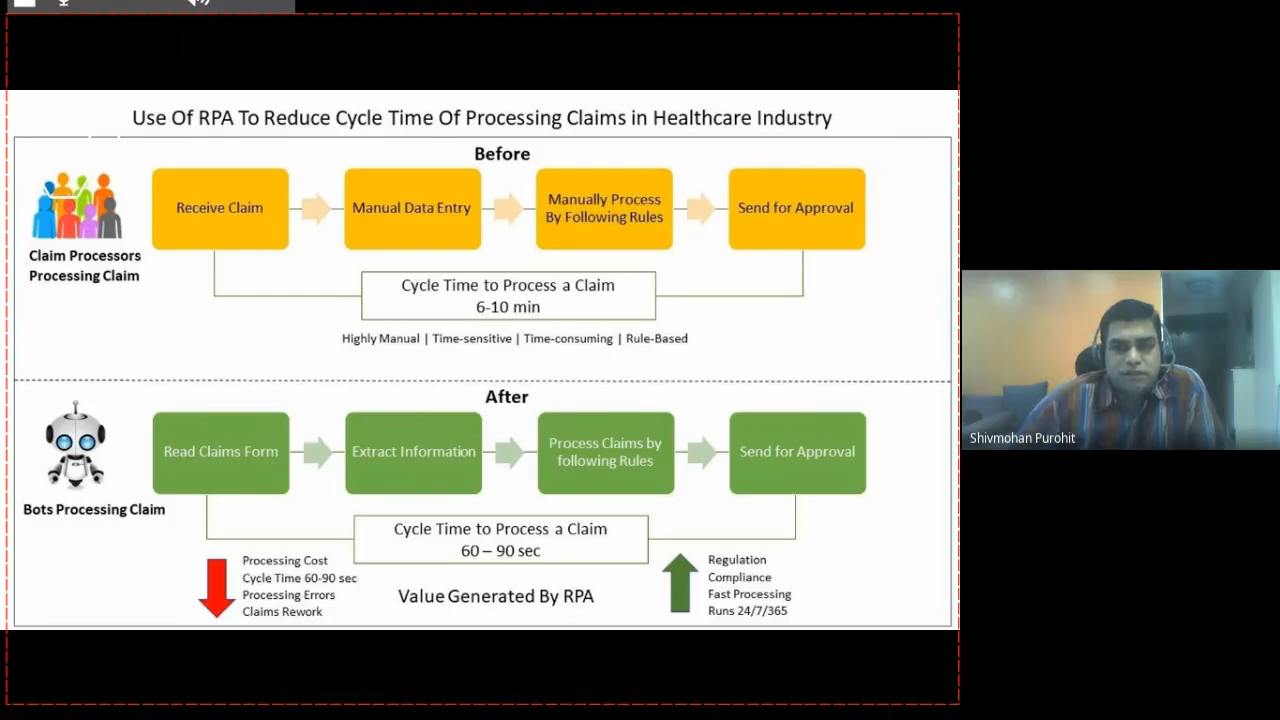 Use Of RPA To Reduce Cycle Time Of Processing Claims in Healthcare Industry
Before
Claim Processors
Processing Claim
Receive Claim
Manual Data Entry
Manually Process
By Following Rules
Send for Approval
Cycle Time to Process a Claim
6-10 min
Highly Manual | Time-sensitive | Time-consuming | Rule-Based
After
Bots Processing Claim
Read Claims Form
Extract Information
Process Claims by
following Rules
Send for Approval
Cycle Time to Process a Claim
60 – 90 sec
Processing Cost
Cycle Time 60-90 sec
Processing Errors
Claims Rework
Value Generated By RPA
Regulation
Compliance
Fast Processing
Runs 24/7/365
Shivmohan Purohit